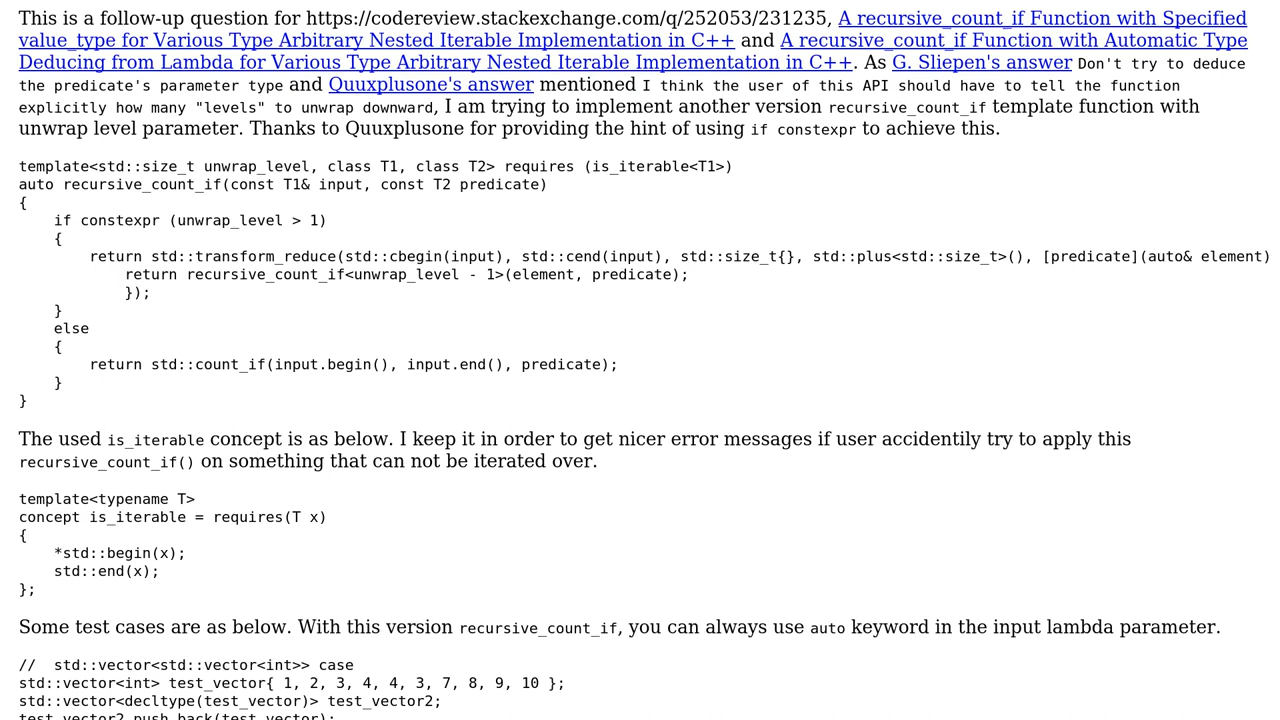 This is a follow-up question for https://codereview.stackexchange.com/q/252053/231235, A recursive_count_if Function with Specified
value_type for Various Type Arbitrary Nested Iterable Implementation in C++ and A recursive_count_if Function with Automatic Type
Deducing from Lambda for Various Type Arbitrary Nested Iterable Implementation in C++. As G. Sliepen's answer Don't try to deduce
the predicate's parameter type and Quuxplusone's answer mentioned I think the user of this API should have to tell the function
explicitly how many "levels" to unwrap downward, I am trying to implement another version recursive_count_if template function with
unwrap level parameter. Thanks to Quuxplusone for providing the hint of using if constexpr to achieve this.
template<std::size_t unwrap_level, class T1, class T2> requires (is_iterable<T1>)
auto recursive_count_if(const T1& input, const T2 predicate)
{
    if constexpr (unwrap_level > 1)
    {
        return std::transform_reduce(std::cbegin(input), std::cend(input), std::size_t{}, std::plus<std::size_t>(), [predicate](auto& element)
            return recursive_count_if<unwrap_level - 1>(element, predicate);
            });
    }
    else
    {
        return std::count_if(input.begin(), input.end(), predicate);
    }
}
The used is_iterable concept is as below. I keep it in order to get nicer error messages if user accidentily try to apply this
recursive_count_if() on something that can not be iterated over.
template<typename T>
concept is_iterable = requires(T x)
{
    *std::begin(x);
    std::end(x);
};
Some test cases are as below. With this version recursive_count_if, you can always use auto keyword in the input lambda parameter.
//  std::vector<std::vector<int>> case
std::vector<int> test_vector{ 1, 2, 3, 4, 4, 3, 7, 8, 9, 10 };
std::vector<decltype(test_vector)> test_vector2;
test_vector2.push_back(test_vector);